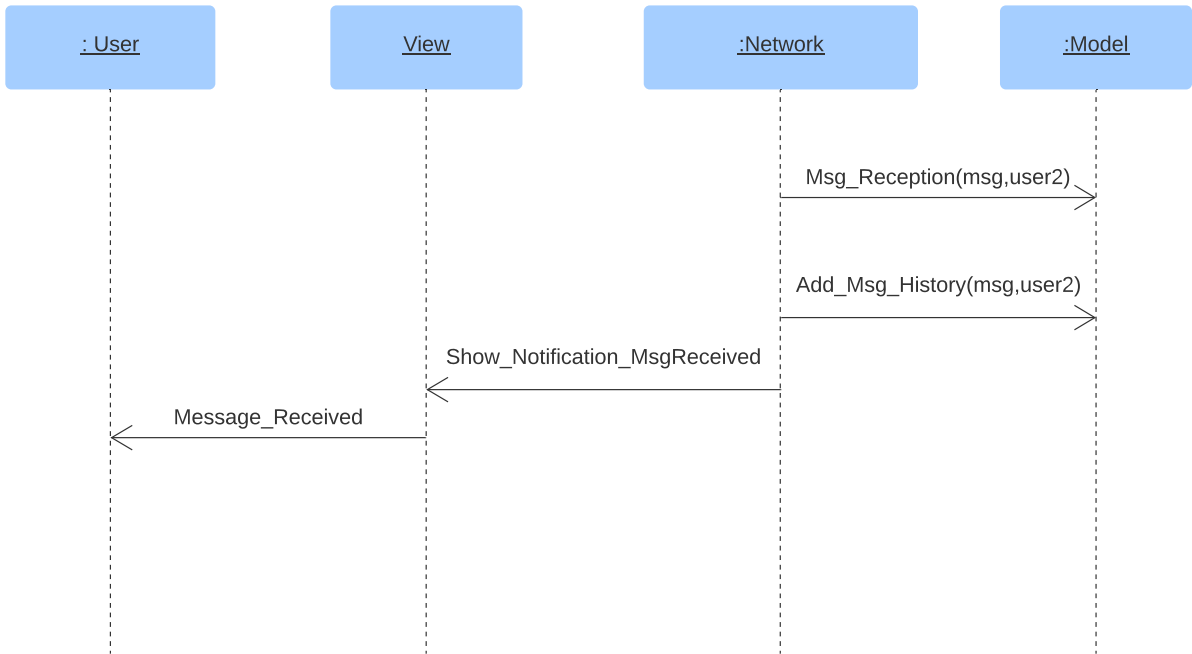 : User
View
:Network
:Model
Msg_Reception(msg,user2)
Add_Msg_History(msg,user2)
Show_Notification_MsgReceived
Message_Received